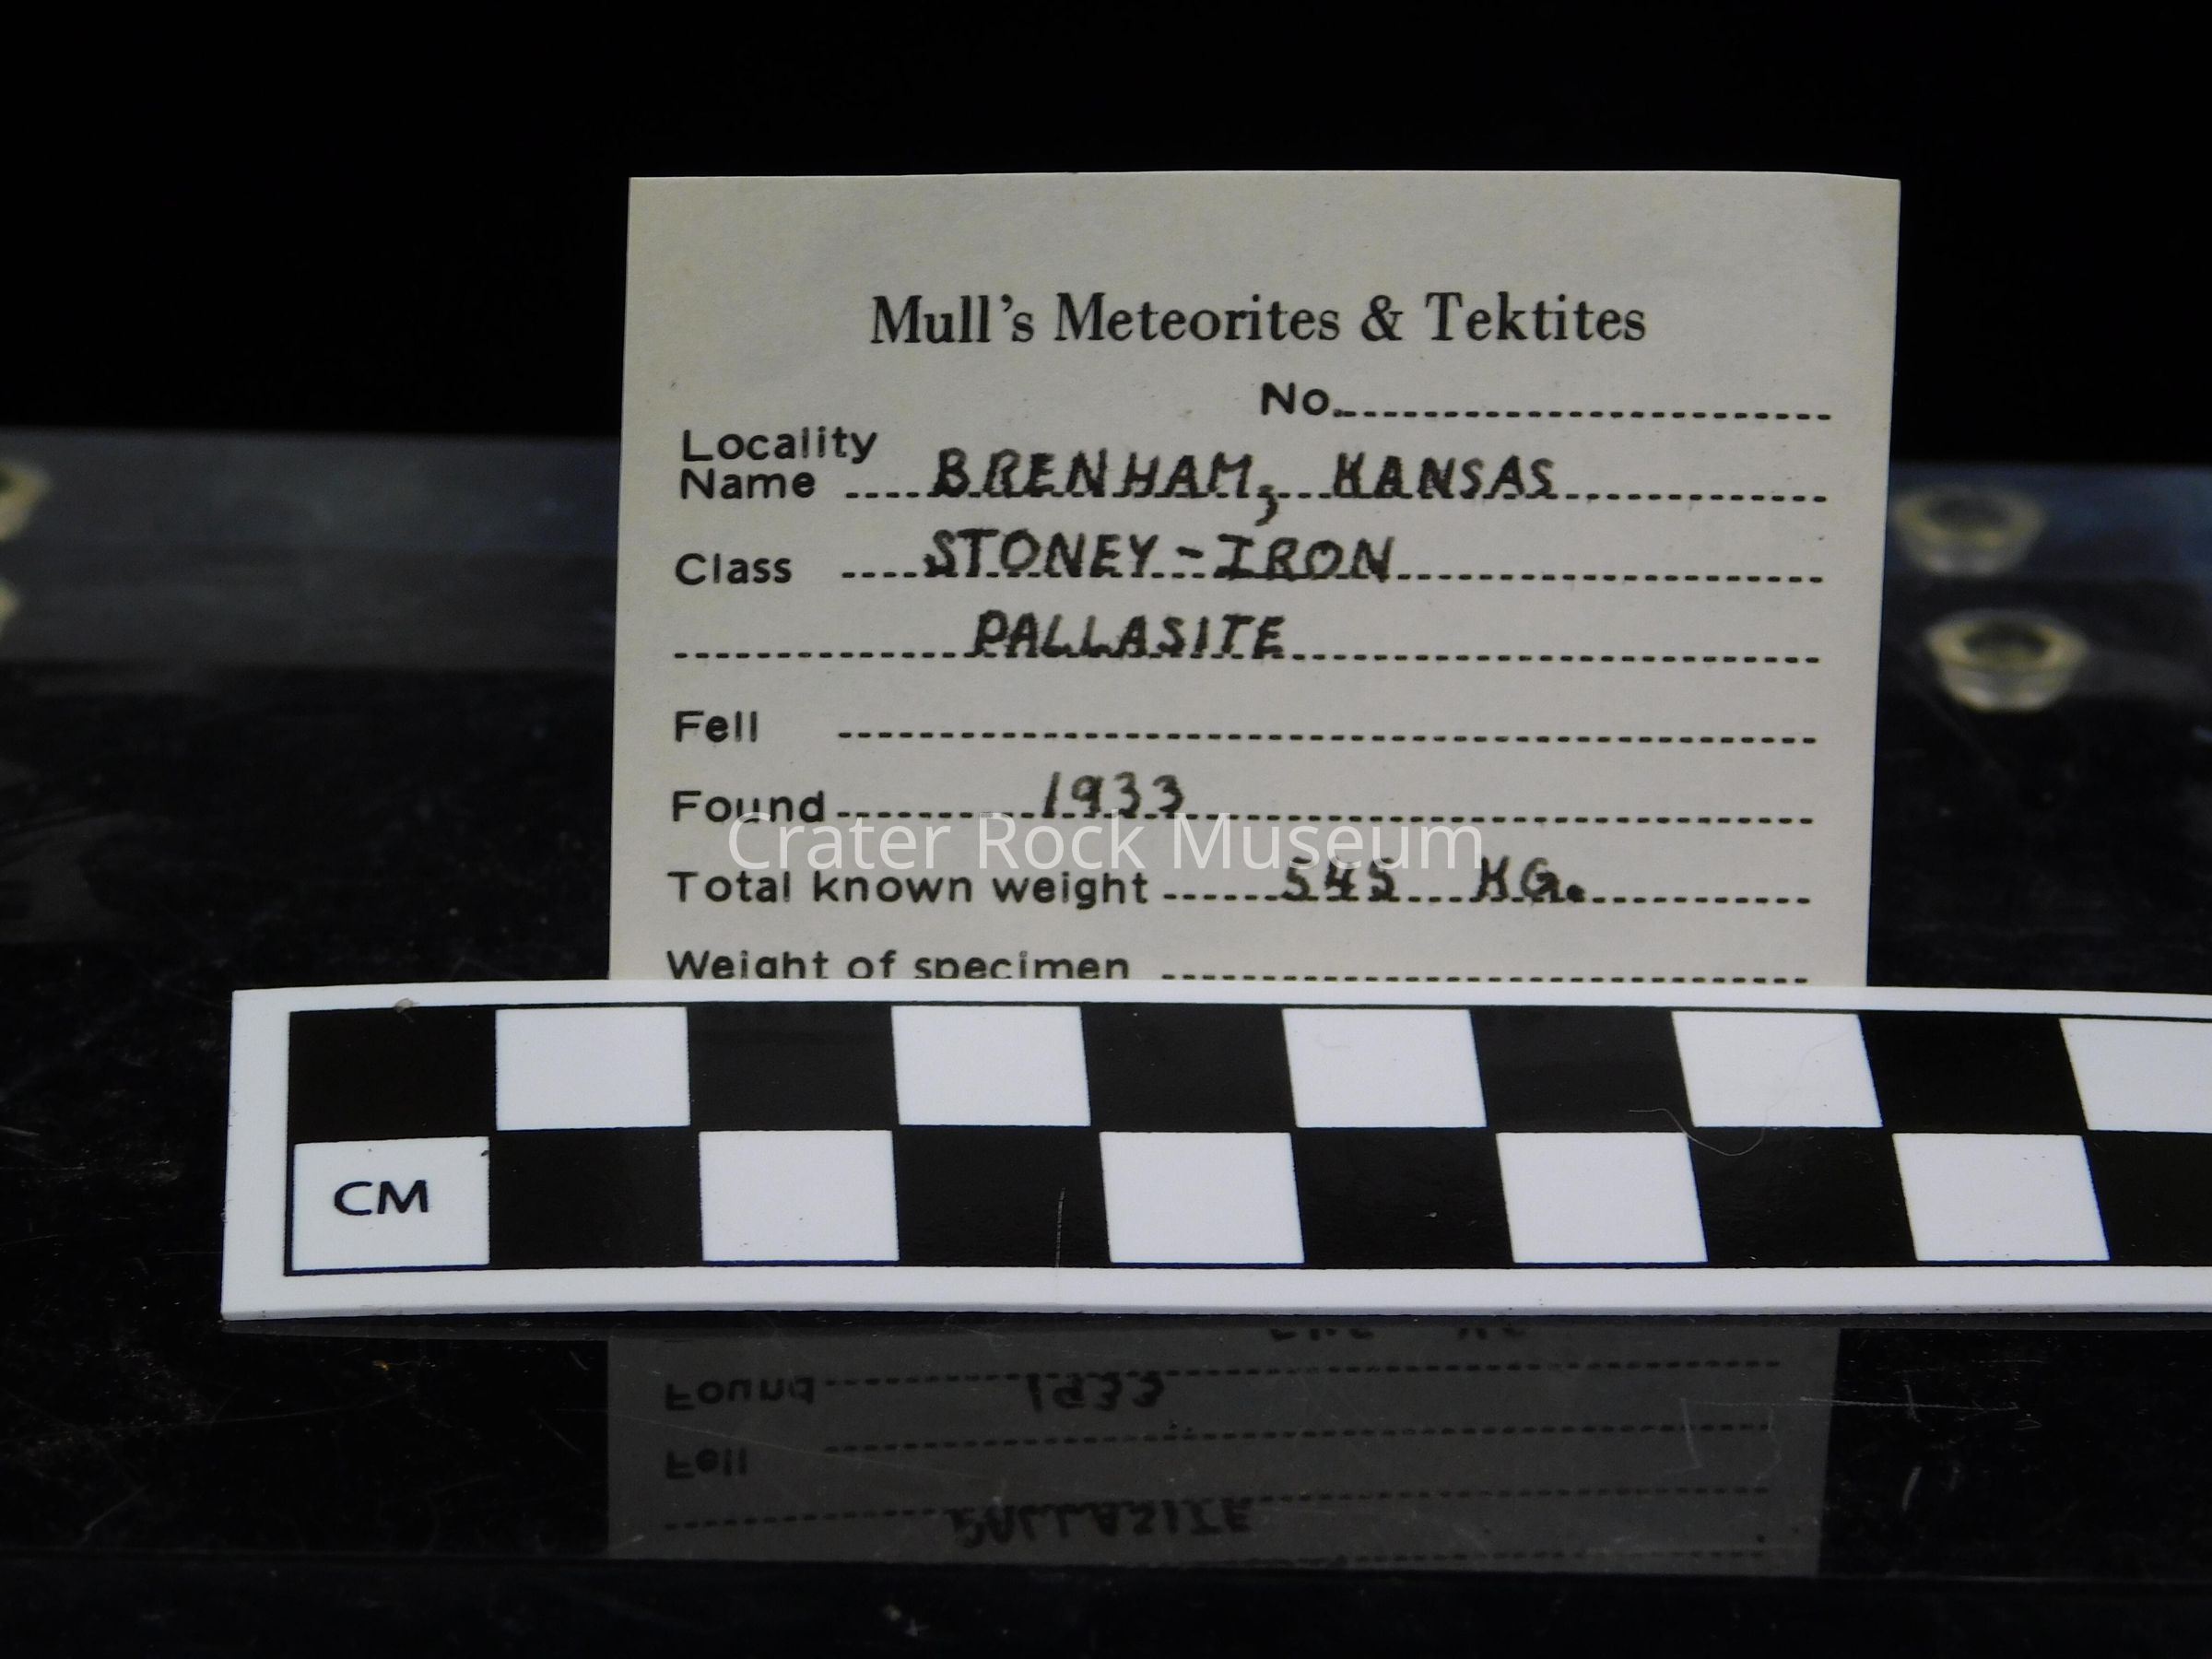 Mull's Meteorites & Tektites
No.
Locality
Name BRENHAM, KANSAS
Class STONEY-IRON
PALLASITE
Fell
Found 1933
Crater Rock Museum
Total known weight 545 KG.
Weight of specimen
CM